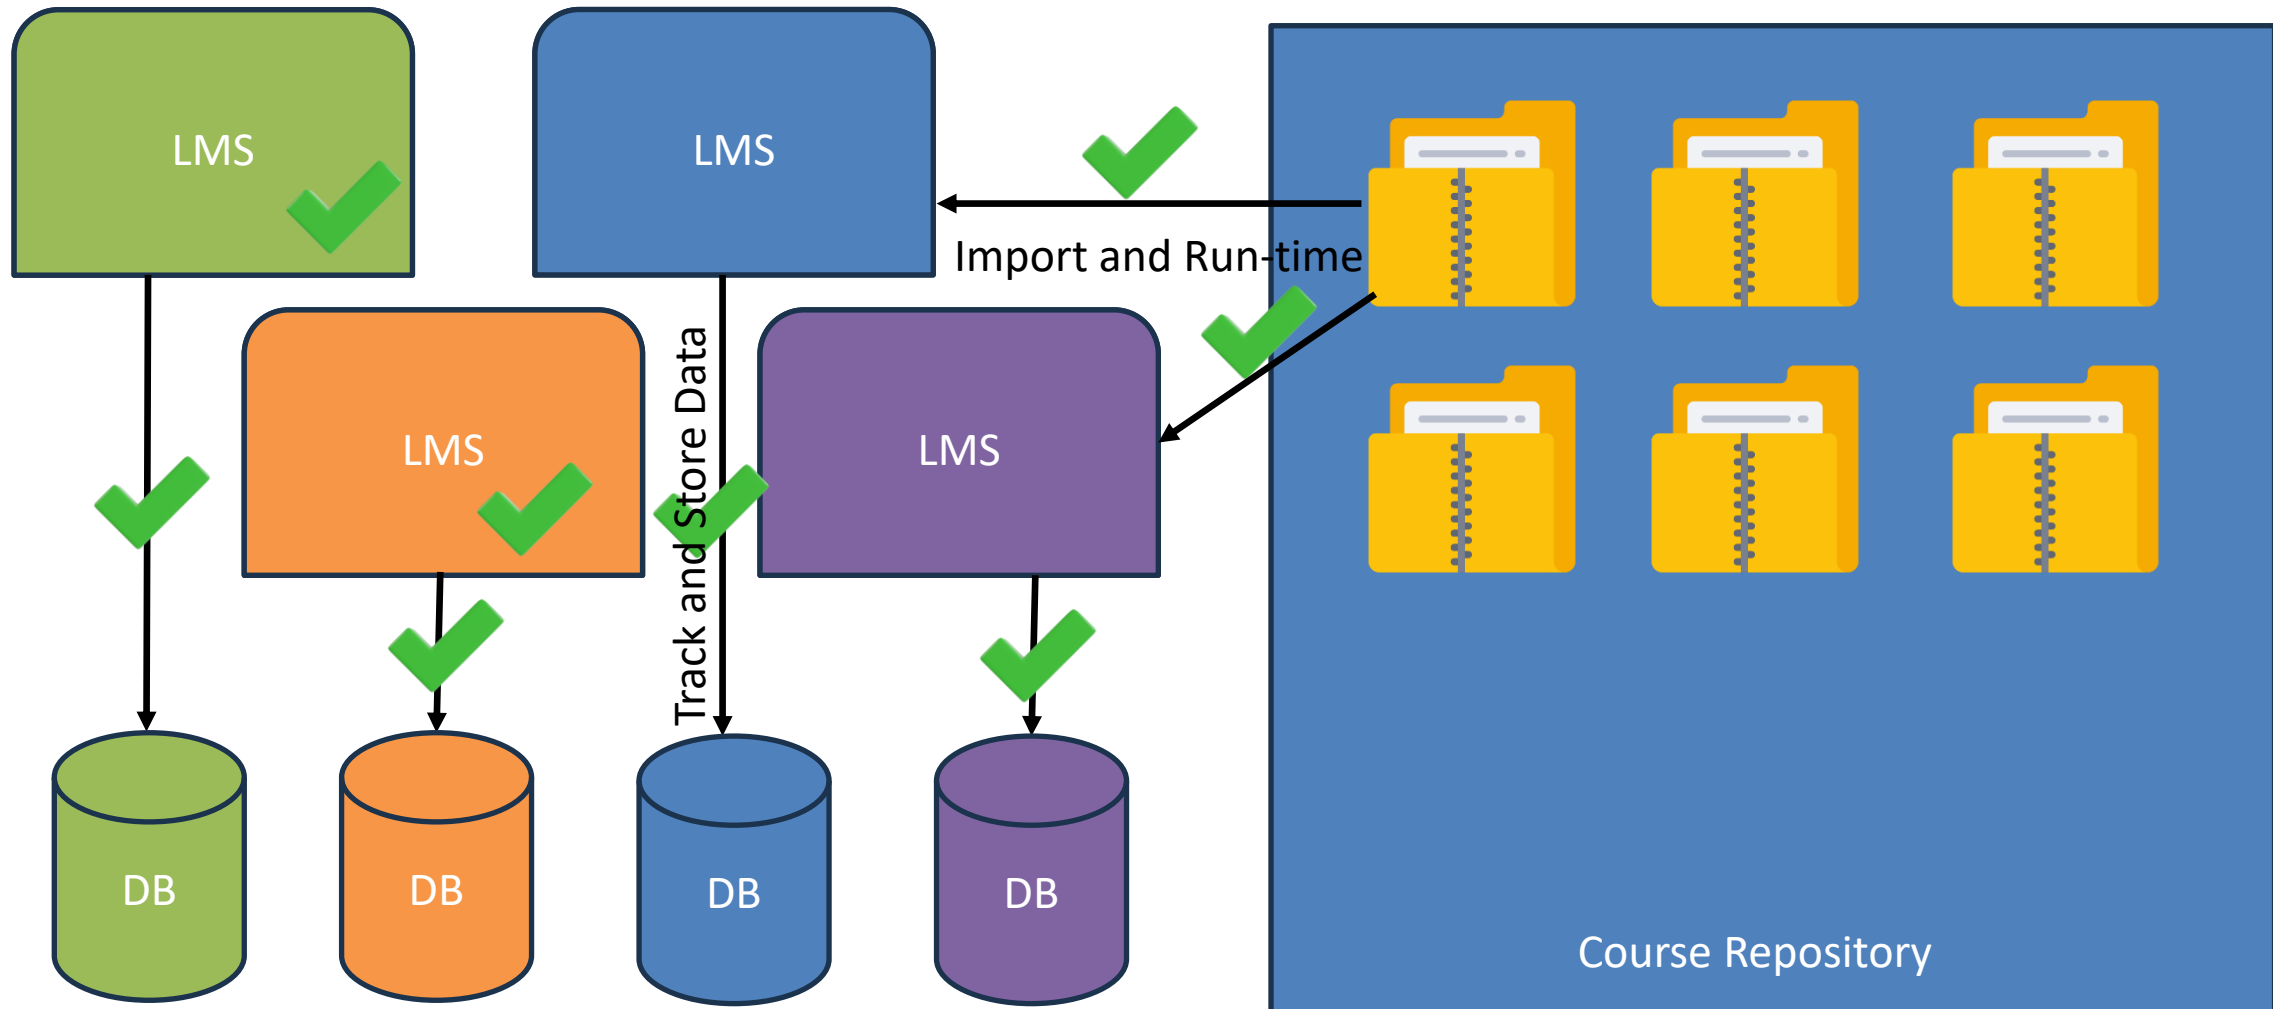 LMS
LMS
Import and Run-time
LMS
LMS
Track and Store Data
DB
DB
DB
DB
Course Repository